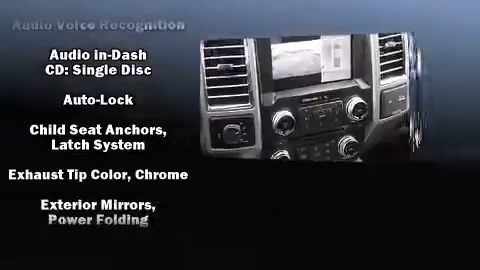 Audio Voice Recognition
Audio in-Dash
CD: Single Disc
Auto-Lock
Child Seat Anchors,
Latch System
Exhaust Tip Color, Chrome
Exterior Mirrors,
Power Folding